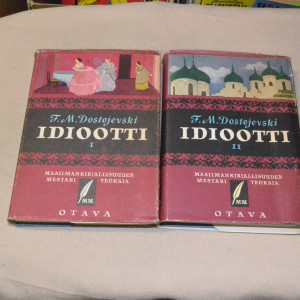 F. M. Dostojevski
IDIOOTTI
I
MAAILMANKIRJALLISUUDEN
MESTARI TEOKSIA
MM
OTAVA
F. M. Dostojevski
IDIOOTTI
II
MAAILMANKIRJALLISUUDEN
MESTARI TEOKSIA
MM
OTAVA